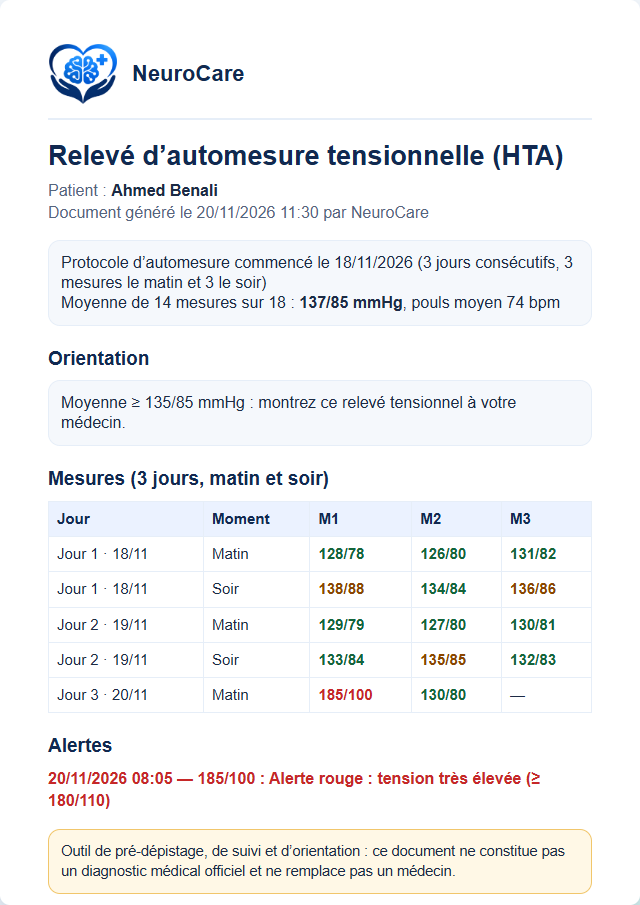 NeuroCare
Relevé d’automesure tensionnelle (HTA)
Patient : Ahmed Benali
Document généré le 20/11/2026 11:30 par NeuroCare
Protocole d’automesure commencé le 18/11/2026 (3 jours consécutifs, 3
mesures le matin et 3 le soir)
Moyenne de 14 mesures sur 18 : 137/85 mmHg, pouls moyen 74 bpm
Orientation
Moyenne ≥ 135/85 mmHg : montrez ce relevé tensionnel à votre
médecin.
Mesures (3 jours, matin et soir)
Jour Moment M1 M2 M3
Jour 1 · 18/11 Matin 128/78 126/80 131/82
Jour 1 · 18/11 Soir 138/88 134/84 136/86
Jour 2 · 19/11 Matin 129/79 127/80 130/81
Jour 2 · 19/11 Soir 133/84 135/85 132/83
Jour 3 · 20/11 Matin 185/100 130/80 —
Alertes
20/11/2026 08:05 — 185/100 : Alerte rouge : tension très élevée (≥
180/110)
Outil de pré-dépistage, de suivi et d’orientation : ce document ne constitue pas
un diagnostic médical officiel et ne remplace pas un médecin.